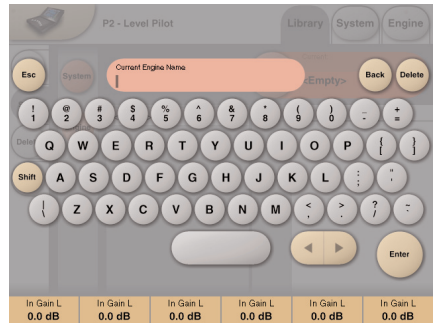 P2 - Level Pilot
Library System Engine
Esc
System
Current Engine Name
<Empty>
Back Delete
! 1 @ 2 # 3 $ 4 % 5 ^ 6 & 7 * 8 ( 9 ) 0 _ - + =
Q W E R T Y U I O P { [ } ]
Shift A S D F G H J K L : ; " '
| \ Z X C V B N M < , > . ? / ~ `
Enter
In Gain L In Gain L In Gain L In Gain L In Gain L In Gain L
0.0 dB 0.0 dB 0.0 dB 0.0 dB 0.0 dB 0.0 dB